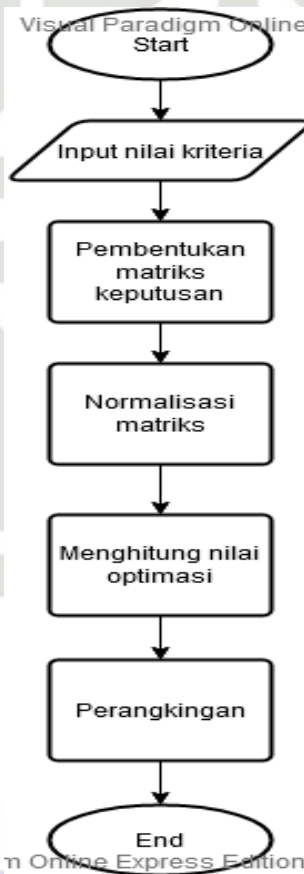 Visual Paradigm Online
Start
Input nilai kriteria
Pembentukan
matriks
keputusan
Normalisasi
matriks
Menghitung nilai
optimasi
Perangkingan
End
Online Express Edition